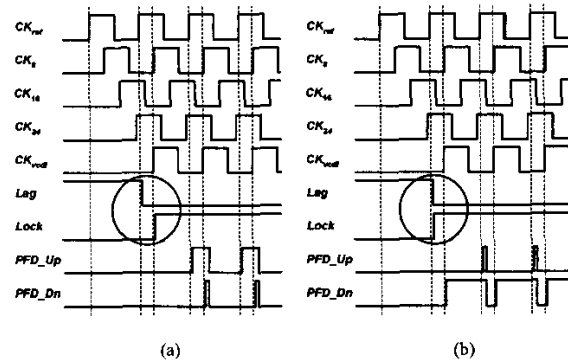 CK_ref
CK_8
CK_16
CK_24
CK_vcdl
Lag
Lock
PFD_Up
PFD_Dn
(a)
CK_ref
CK_8
CK_16
CK_24
CK_vcdl
Lag
Lock
PFD_Up
PFD_Dn
(b)